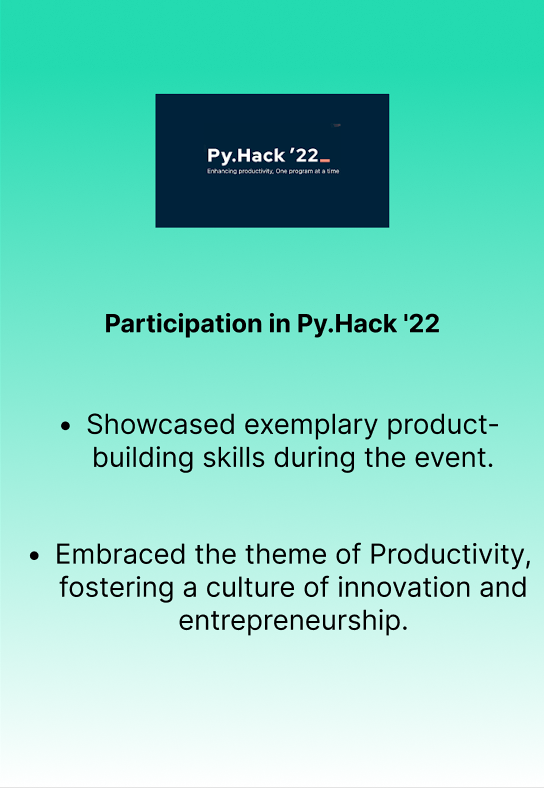 Py.Hack ’22_
Enhancing productivity, One program at a time
Participation in Py.Hack '22
• Showcased exemplary product-
building skills during the event.
• Embraced the theme of Productivity,
fostering a culture of innovation and
entrepreneurship.